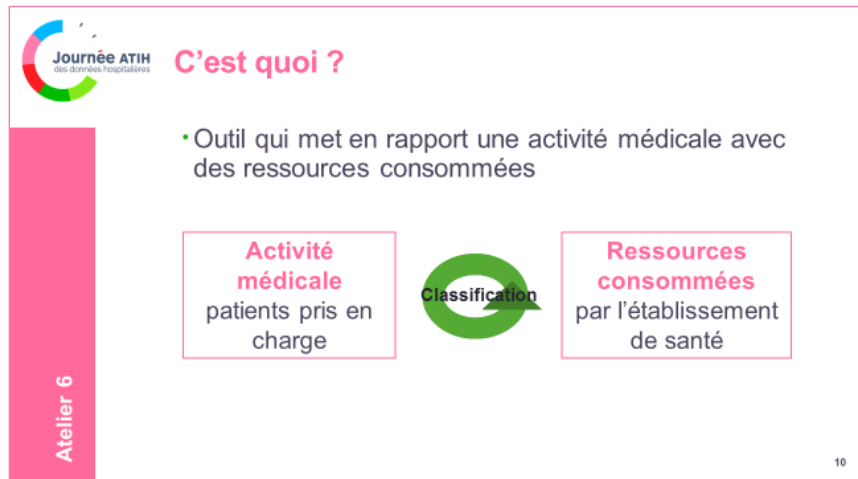 Journée ATIH
des données hospitalières
C'est quoi ?
• Outil qui met en rapport une activité médicale avec
des ressources consommées
Activité
médicale
patients pris en
charge
Classification
Ressources
consommées
par l'établissement
de santé
Atelier 6
10